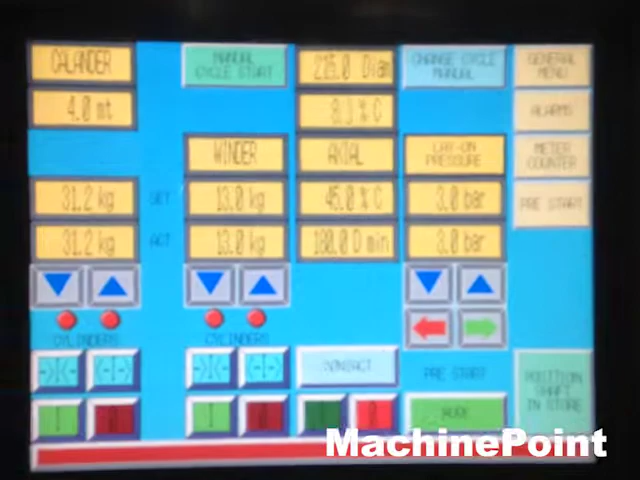 CALANDER
MANUAL
CYCLE START
Diam
CHANGE CYCLE
MANUAL
GENERAL
MENU
4.0 mt
%C
ALARMS
WINDER
AXIAL
LAY-ON
PRESSURE
METER
COUNTER
31.2 kg
SET
13.0 kg
45.0 %C
3.0 bar
PRE START
31.2 kg
ACT
13.0 kg
180.0 D min
3.0 bar
CYLINDERS
CYLINDERS
CONTACT
PRE START
POSITION
SHAFT
IN STORE
MachinePoint